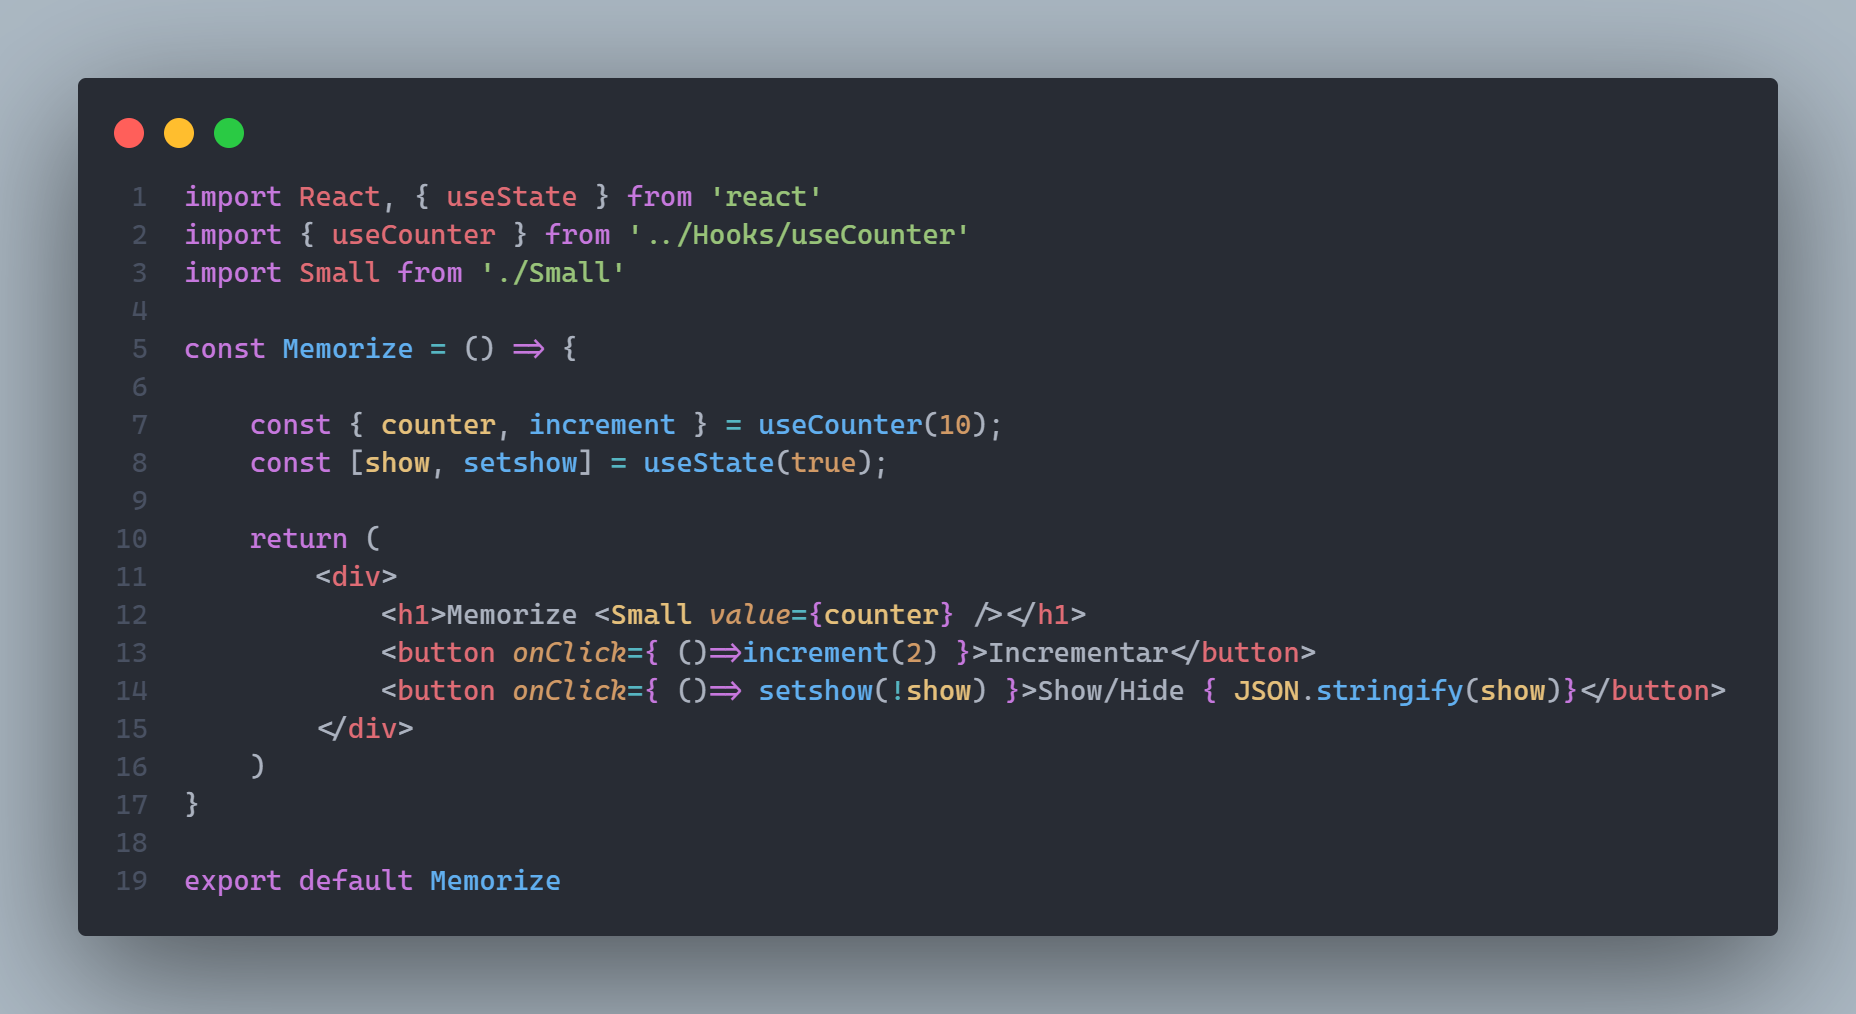 1 import React, { useState } from 'react'
2 import { useCounter } from '../Hooks/useCounter'
3 import Small from './Small'
4
5 const Memorize = () => {
6
7     const { counter, increment } = useCounter(10);
8     const [show, setshow] = useState(true);
9
10     return (
11         <div>
12             <h1>Memorize <Small value={counter} /></h1>
13             <button onClick={ ()=>increment(2) }>Incrementar</button>
14             <button onClick={ ()=> setshow(!show) }>Show/Hide { JSON.stringify(show)}</button>
15         </div>
16     )
17 }
18
19 export default Memorize